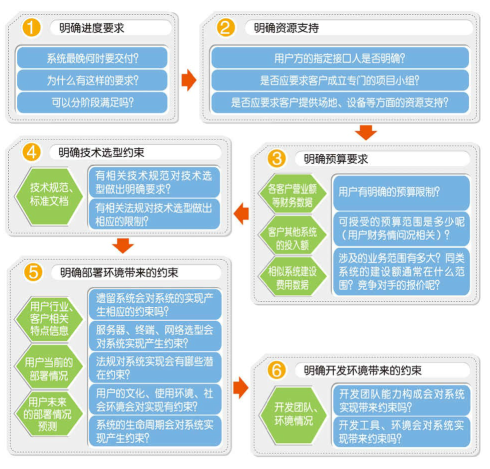 1 明确进度要求
系统最晚何时要交付?
为什么有这样的要求?
可以分阶段满足吗?
2 明确资源支持
用户方的指定接口人是否明确?
是否应要求客户成立专门的项目小组?
是否应要求客户提供场地、设备等方面的资源支持?
3 明确预算要求
各客户营业额
等财务数据
客户其他系统
的投入额
相似系统建设
费用数据
用户有明确的预算限制?
可授受的预算范围是多少呢
(用户财务情问况相关)?
涉及的业务范围有多大? 同类
系统的建设额通常在什么范
围? 竞争对手的报价呢?
4 明确技术选型约束
技术规范、
标准文档
有相关技术规范对技术选
型做出明确要求?
有相关法规对技术选型做出
相应的限制?
5 明确部署环境带来的约束
用户行业、
客户相关
特点信息
用户当前的
部署情况
用户未来
的部署情况
预测
遗留系统会对系统的实现产
生相应的约束吗?
服务器、终端、网络选型会
对系统实现产生约束?
法规对系统实现会有哪些潜
在约束?
用户的文化、使用环境、社
会环境会对实现有约束?
系统的生命周期会对系统实
现产生约束?
6 明确开发环境带来的约束
开发团队、
环境情况
开发团队能力构成会对系统
实现带来约束吗?
开发工具、环境会对系统实
现带来约束吗?